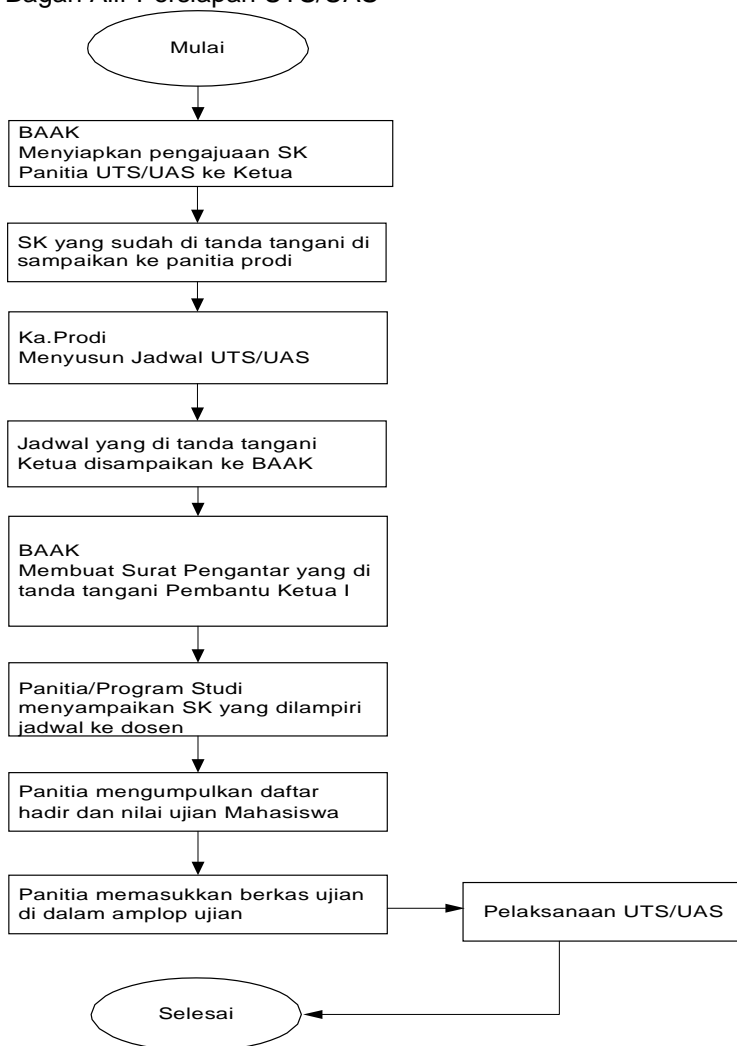 Bagan Alir Persiapan UTS/UAS
Mulai
BAAK
Menyiapkan pengajuaan SK
Panitia UTS/UAS ke Ketua
SK yang sudah di tanda tangani di
sampaikan ke panitia prodi
Ka.Prodi
Menyusun Jadwal UTS/UAS
Jadwal yang di tanda tangani
Ketua disampaikan ke BAAK
BAAK
Membuat Surat Pengantar yang di
tanda tangani Pembantu Ketua I
Panitia/Program Studi
menyampaikan SK yang dilampiri
jadwal ke dosen
Panitia mengumpulkan daftar
hadir dan nilai ujian Mahasiswa
Panitia memasukkan berkas ujian
di dalam amplop ujian
Pelaksanaan UTS/UAS
Selesai